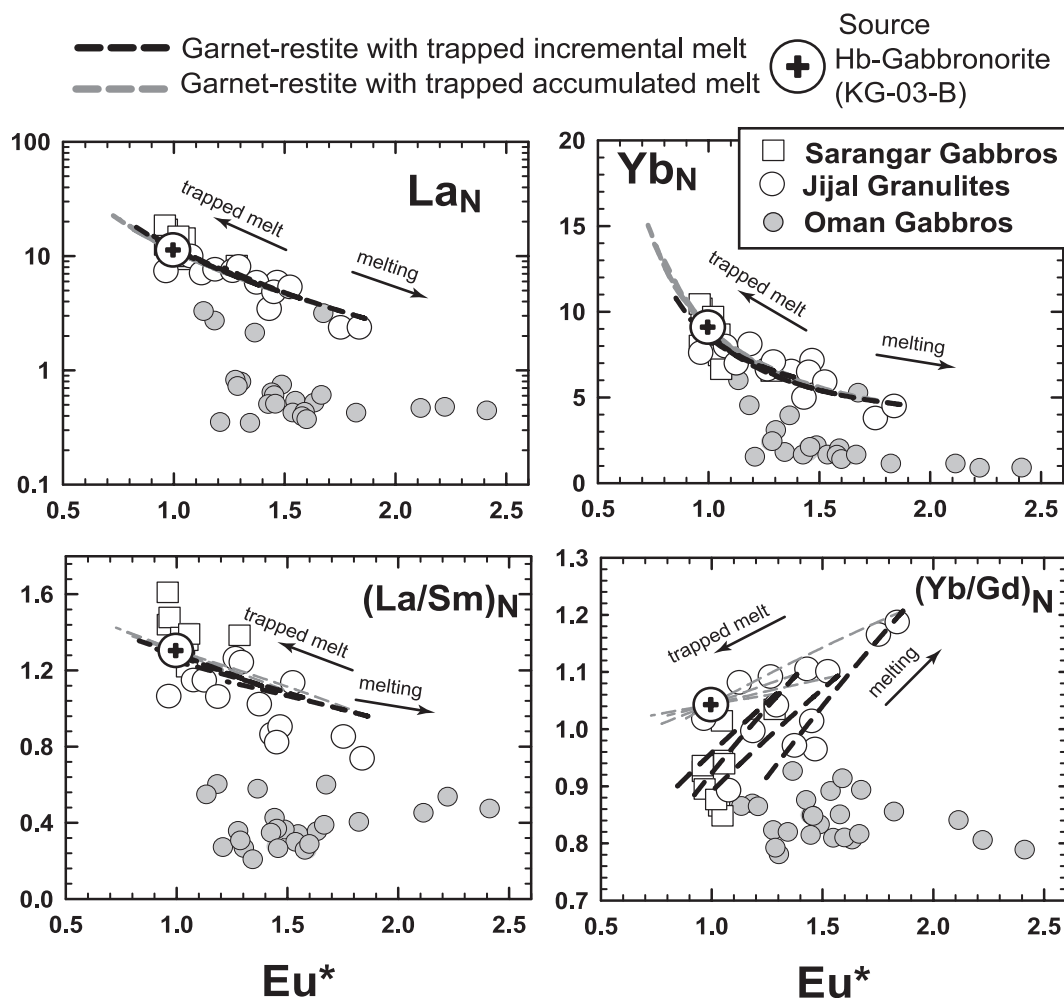 Garnet-restite with trapped incremental melt
Garnet-restite with trapped accumulated melt
Source
Hb-Gabbronorite
(KG-03-B)
100
10
1
0.1
0.5 1.0 1.5 2.0 2.5
LaN
trapped melt
melting
20
15
10
5
0
0.5 1.0 1.5 2.0 2.5
YbN
Sarangar Gabbros
Jijal Granulites
Oman Gabbros
trapped melt
melting
1.6
1.2
0.8
0.4
0.0
0.5 1.0 1.5 2.0 2.5
(La/Sm)N
trapped melt
melting
Eu*
1.3
1.2
1.1
1.0
0.9
0.8
0.7
0.5 1.0 1.5 2.0 2.5
(Yb/Gd)N
trapped melt
melting
Eu*